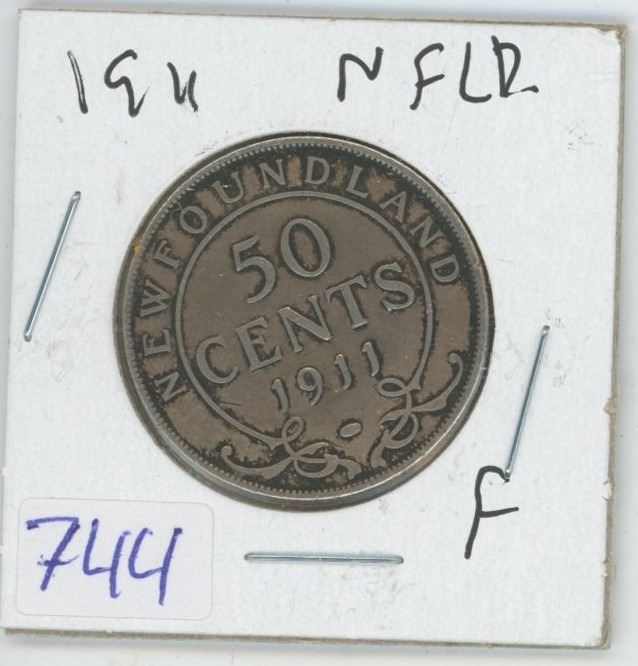 1911 NFLD
NEWFOUNDLAND
50
CENTS
1911
F
744